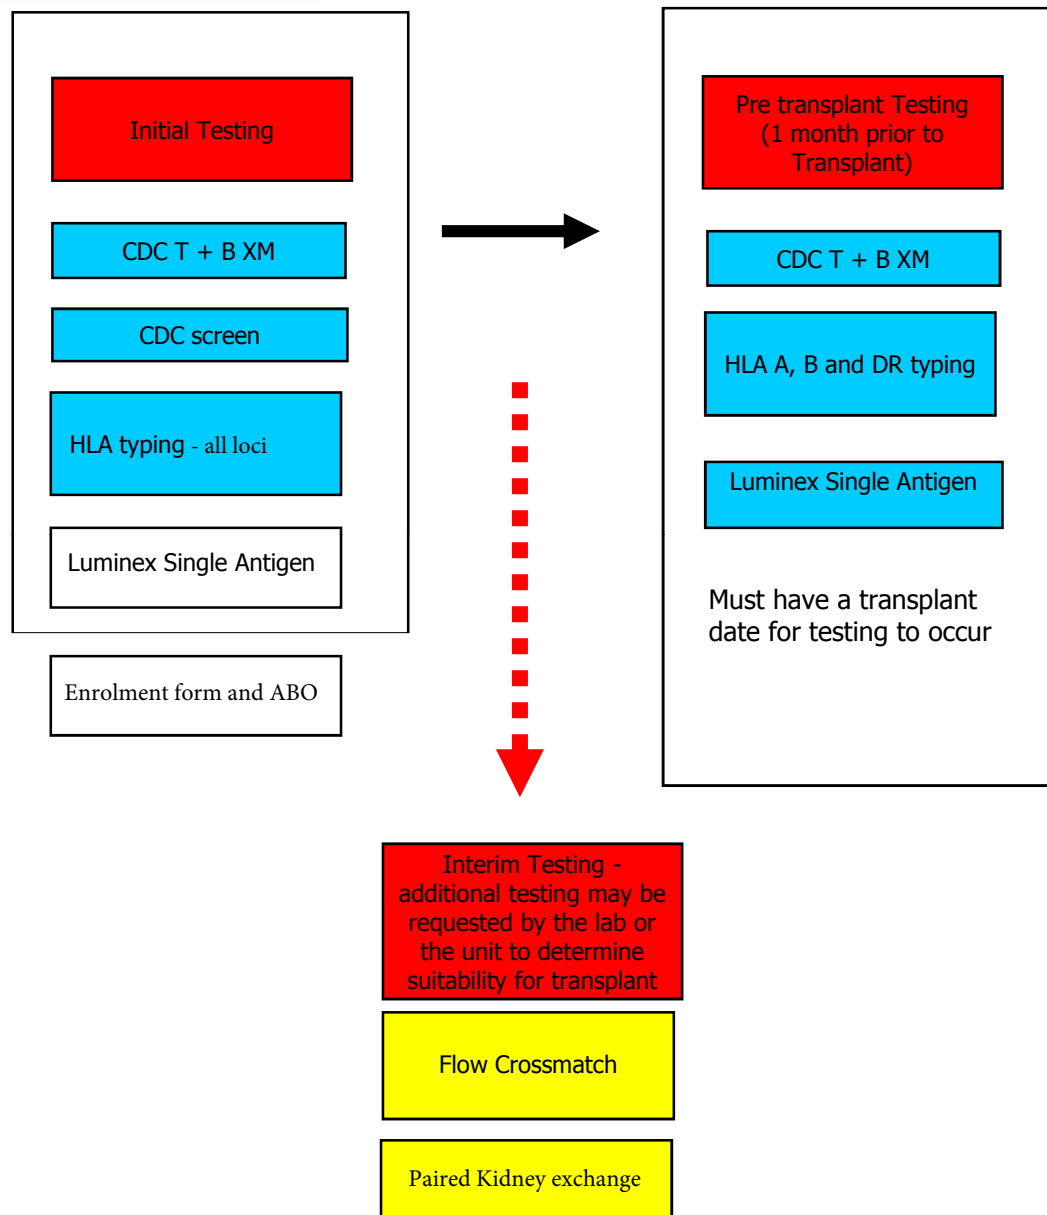 Initial Testing
CDC T + B XM
CDC screen
HLA typing - all loci
Luminex Single Antigen
Enrolment form and ABO
Pre transplant Testing
(1 month prior to
Transplant)
CDC T + B XM
HLA A, B and DR typing
Luminex Single Antigen
Must have a transplant
date for testing to occur
Interim Testing -
additional testing may be
requested by the lab or
the unit to determine
suitability for transplant
Flow Crossmatch
Paired Kidney exchange